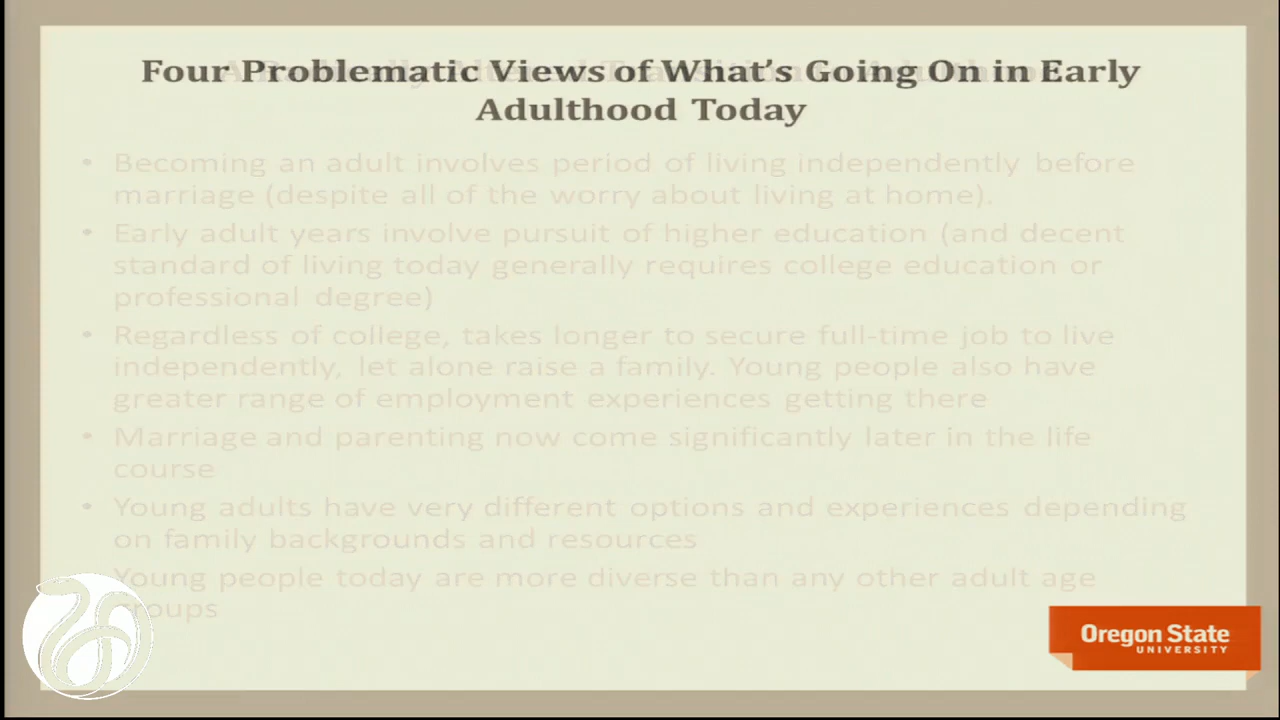 Four Problematic Views of What's Going On in Early
Adulthood Today
A Radically Altered Transition to Adulthood
• Becoming an adult involves period of living independently before
marriage (despite all of the worry about living at home).
• Early adult years involve pursuit of higher education (and decent
standard of living today generally requires college education or
professional degree)
• Regardless of college, takes longer to secure full-time job to live
independently, let alone raise a family. Young people also have
greater range of employment experiences getting there
• Marriage and parenting now come significantly later in the life
course
• Young adults have very different options and experiences depending
on family backgrounds and resources
Young people today are more diverse than any other adult age
groups
Oregon State
UNIVERSITY